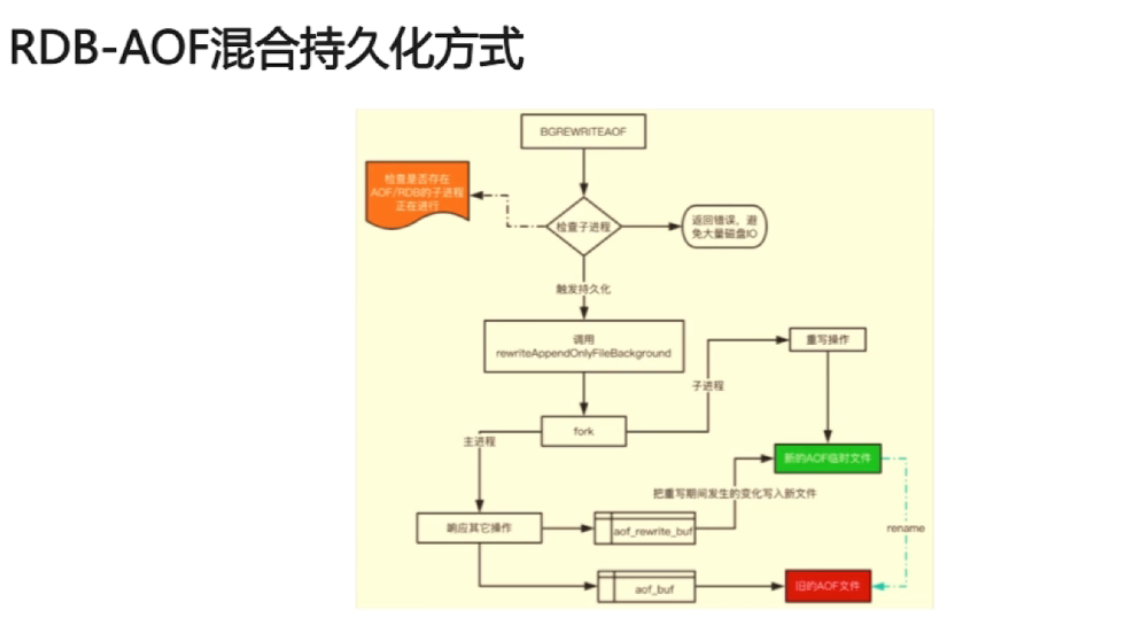 RDB-AOF混合持久化方式
BGREWRITEAOF
检查是否存在
AOF/RDB的子进程
正在进行
检查子进程
返回错误，避
免大量磁盘IO
触发持久化
调用
rewriteAppendOnlyFileBackground
重写操作
子进程
fork
主进程
新的AOF临时文件
把重写期间发生的变化写入新文件
响应其它操作
aof_rewrite_buf
rename
aof_buf
旧的AOF文件